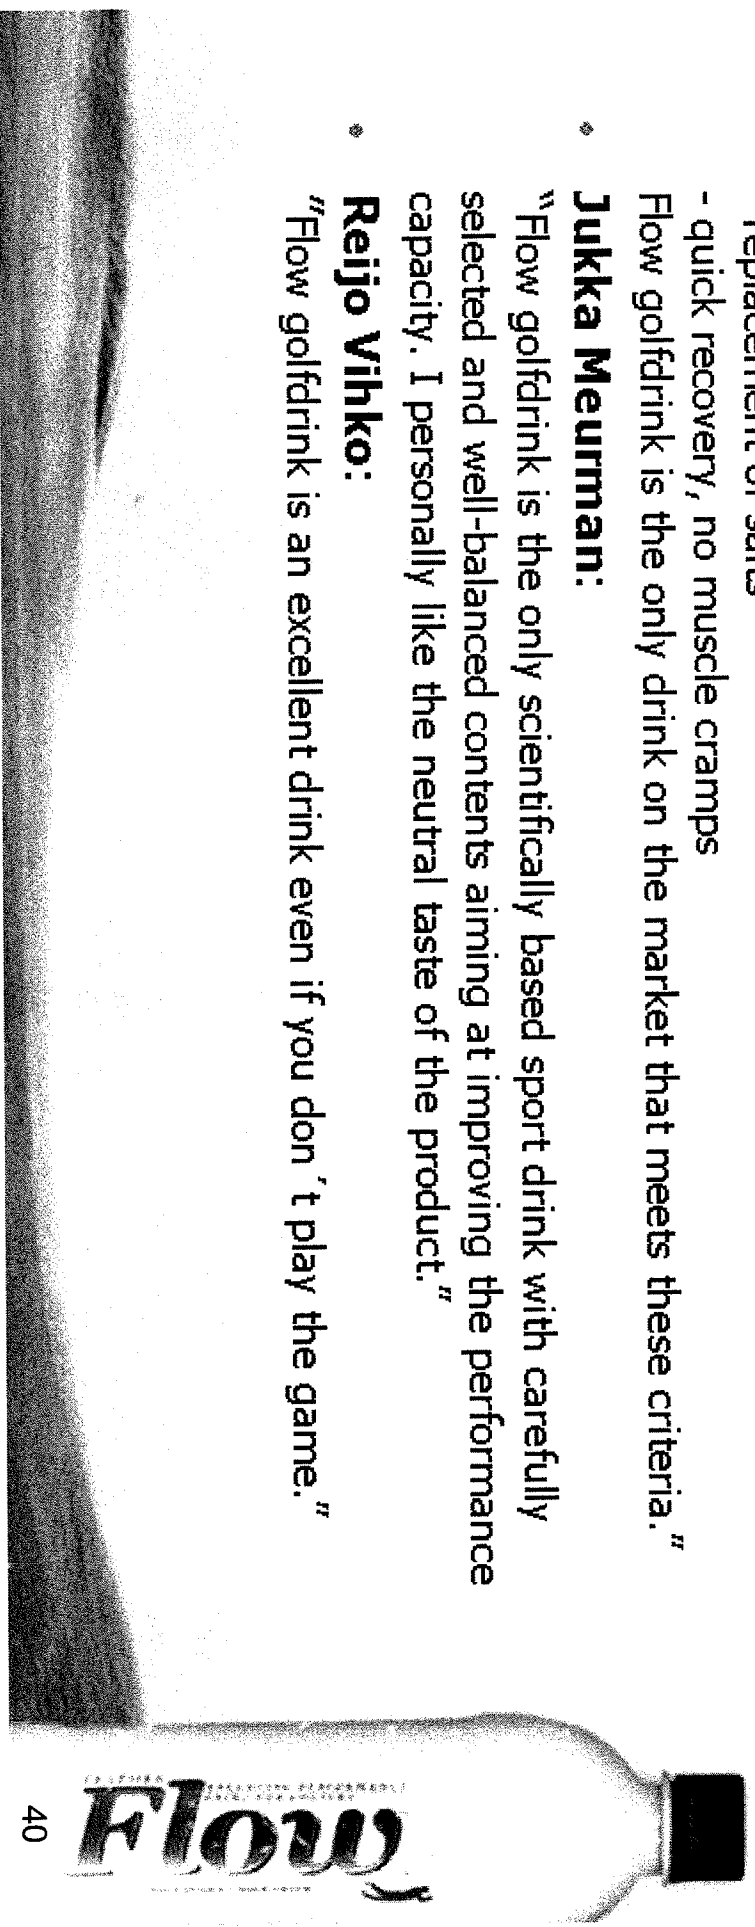 replacement of salts
- quick recovery, no muscle cramps
Flow golfdrink is the only drink on the market that meets these criteria."
• Jukka Meurman:
"Flow golfdrink is the only scientifically based sport drink with carefully
selected and well-balanced contents aiming at improving the performance
capacity. I personally like the neutral taste of the product."
• Reijo Vihko:
"Flow golfdrink is an excellent drink even if you don´t play the game."
Flow
40